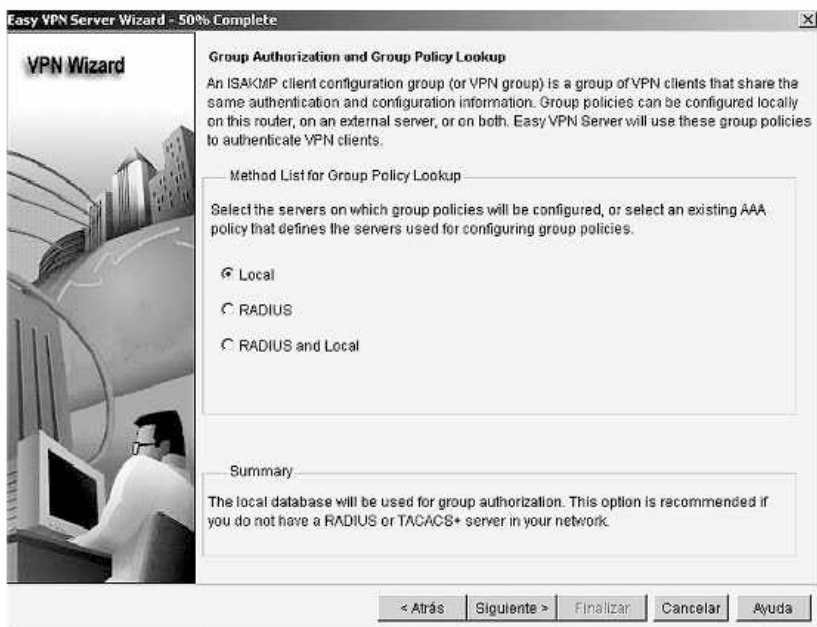 Easy VPN Server Wizard - 50% Complete
VPN Wizard
Group Authorization and Group Policy Lookup
An ISAKMP client configuration group (or VPN group) is a group of VPN clients that share the
same authentication and configuration information. Group policies can be configured locally
on this router, on an external server, or on both. Easy VPN Server will use these group policies
to authenticate VPN clients.
Method List for Group Policy Lookup
Select the servers on which group policies will be configured, or select an existing AAA
policy that defines the servers used for configuring group policies.
Local
RADIUS
RADIUS and Local
Summary
The local database will be used for group authorization. This option is recommended if
you do not have a RADIUS or TACACS+ server in your network.
< Atrás Siguiente > Finalizar Cancelar Ayuda